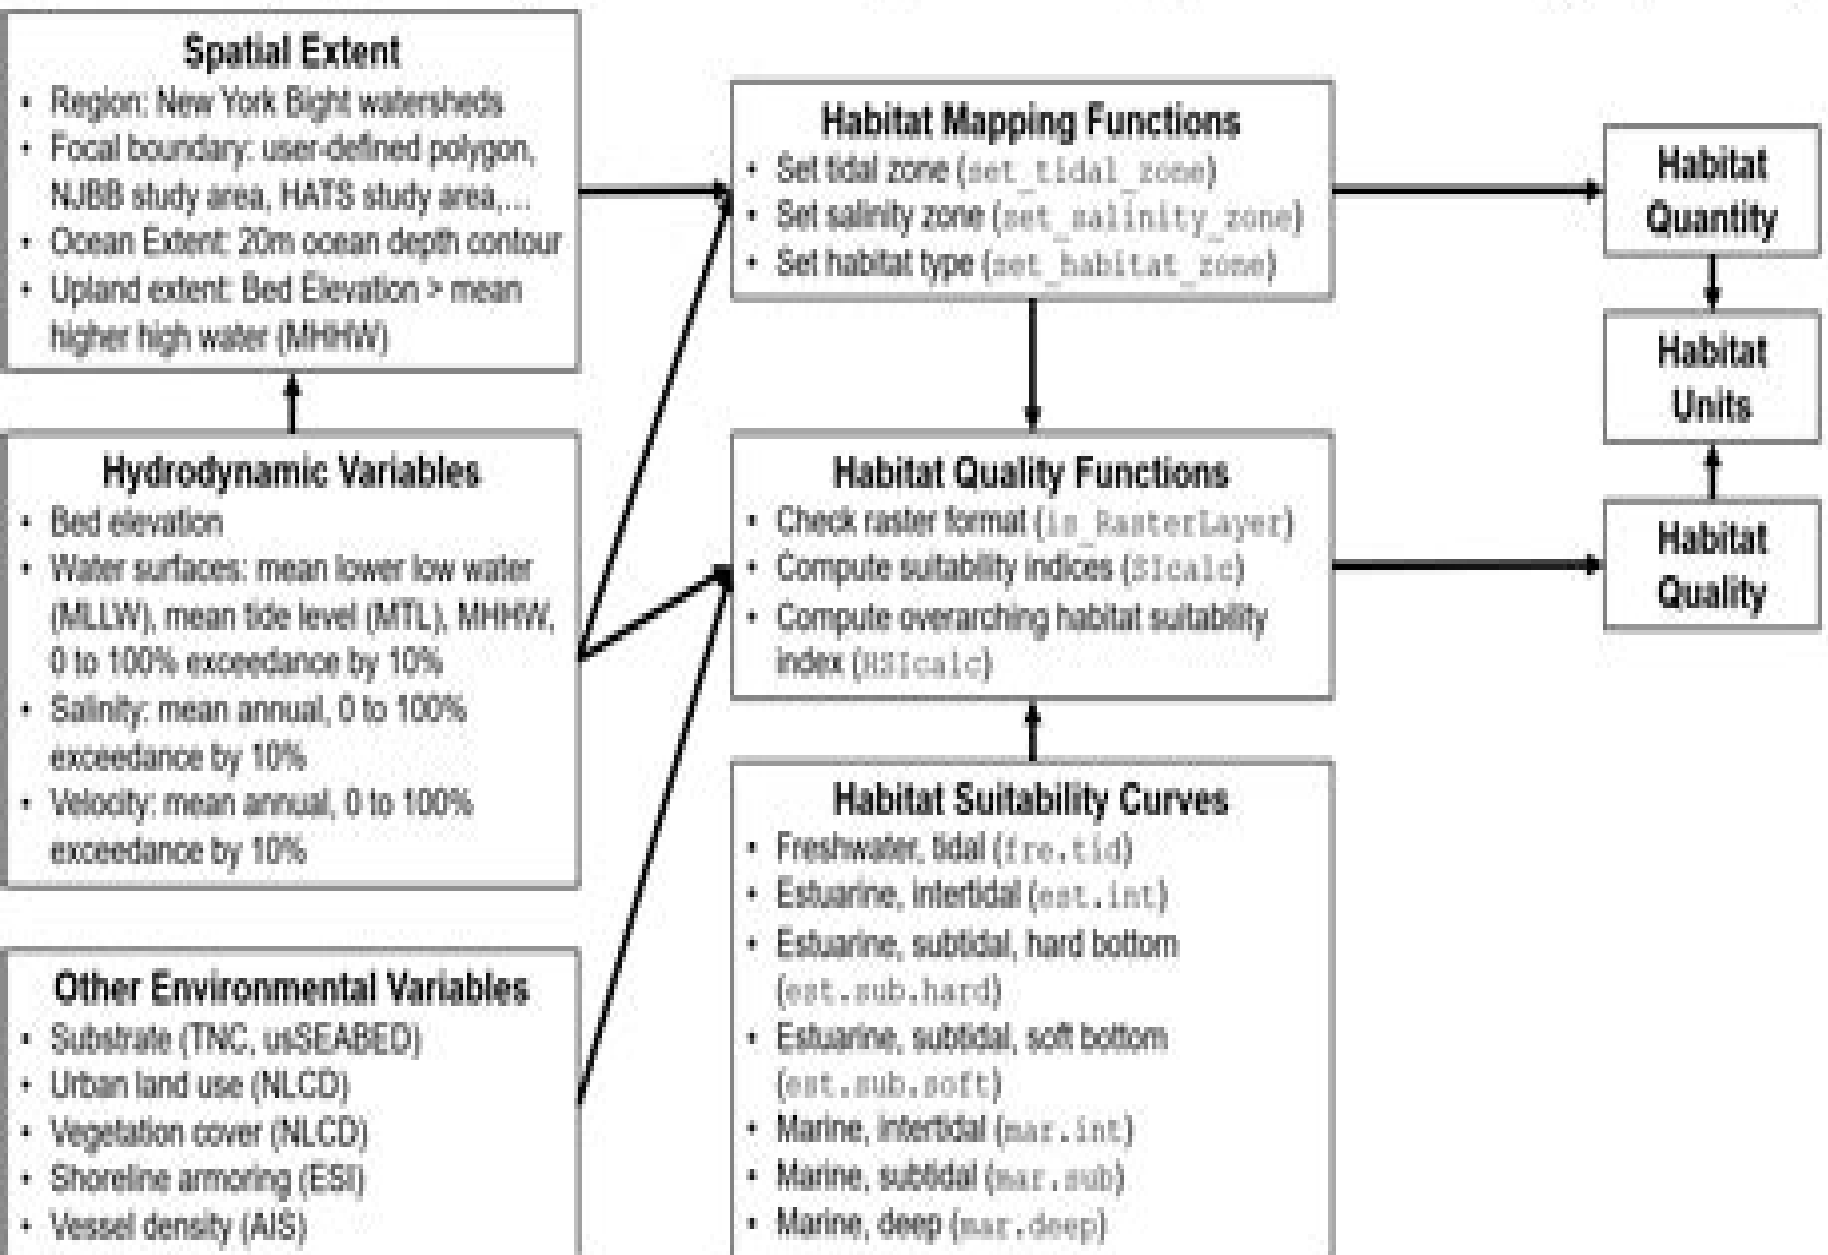 Spatial Extent
• Region: New York Bight watersheds
• Focal boundary: user-defined polygon,
NJBB study area, HATS study area,...
• Ocean Extent: 20m ocean depth contour
• Upland extent: Bed Elevation > mean
higher high water (MHHW)
Hydrodynamic Variables
• Bed elevation
• Water surfaces: mean lower low water
(MLLW), mean tide level (MTL), MHHW,
0 to 100% exceedance by 10%
• Salinity: mean annual, 0 to 100%
exceedance by 10%
• Velocity: mean annual, 0 to 100%
exceedance by 10%
Other Environmental Variables
• Substrate (TNC, usSEABED)
• Urban land use (NLCD)
• Vegetation cover (NLCD)
• Shoreline armoring (ESI)
• Vessel density (AIS)
Habitat Mapping Functions
• Set tidal zone (set_tidal_zone)
• Set salinity zone (set_salinity_zone)
• Set habitat type (set_habitat_zone)
Habitat Quality Functions
• Check raster format (is_RasterLayer)
• Compute suitability indices (SIcalc)
• Compute overarching habitat suitability
index (HSIcalc)
Habitat Suitability Curves
• Freshwater, tidal (fre.tid)
• Estuarine, intertidal (est.int)
• Estuarine, subtidal, hard bottom
(est.sub.hard)
• Estuarine, subtidal, soft bottom
(est.sub.soft)
• Marine, intertidal (mar.int)
• Marine, subtidal (mar.sub)
• Marine, deep (mar.deep)
Habitat
Quantity
Habitat
Units
Habitat
Quality